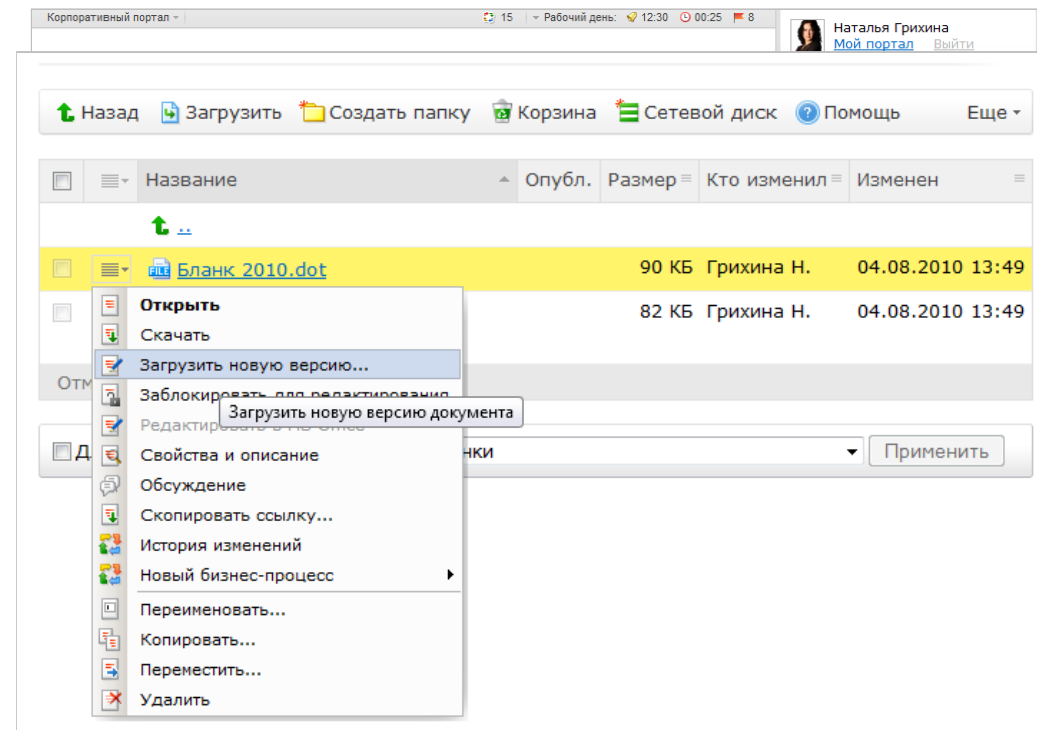 Корпоративный портал 15 Рабочий день: 12:30 00:25 8
Наталья Грихина
Мой портал Выйти
Назад Загрузить Создать папку Корзина Сетевой диск Помощь Еще
Название Опубл. Размер Кто изменил Изменен
..
Бланк 2010.dot 90 КБ Грихина Н. 04.08.2010 13:49
82 КБ Грихина Н. 04.08.2010 13:49
Открыть
Скачать
Загрузить новую версию...
Заблокировать для редактирования
Загрузить новую версию документа
Редактировать в MS Office
Свойства и описание
Применить
Обсуждение
Скопировать ссылку...
История изменений
Новый бизнес-процесс
Переименовать...
Копировать...
Переместить...
Удалить